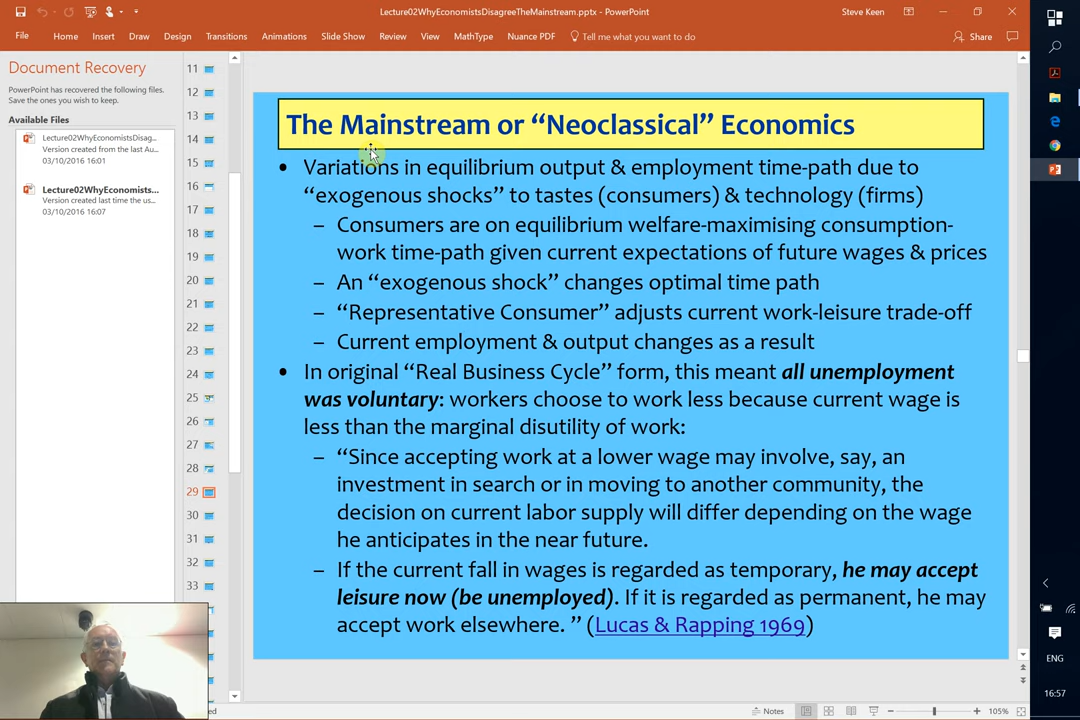 Lecture02WhyEconomistsDisagreeTheMainstream.pptx - PowerPoint
Steve Keen
File Home Insert Draw Design Transitions Animations Slide Show Review View MathType Nuance PDF Tell me what you want to do Share
Document Recovery
PowerPoint has recovered the following files.
Save the ones you wish to keep.
Available Files
Lecture02WhyEconomistsDisag...
Version created from the last Au...
03/10/2016 16:01
Lecture02WhyEconomists...
Version created last time the us...
03/10/2016 16:07
11
12
13
14
15
16
17
18
19
20
21
22
23
24
25
26
27
28
29
30
31
32
33
The Mainstream or “Neoclassical” Economics
• Variations in equilibrium output & employment time-path due to
“exogenous shocks” to tastes (consumers) & technology (firms)
– Consumers are on equilibrium welfare-maximising consumption-
work time-path given current expectations of future wages & prices
– An “exogenous shock” changes optimal time path
– “Representative Consumer” adjusts current work-leisure trade-off
– Current employment & output changes as a result
• In original “Real Business Cycle” form, this meant all unemployment
was voluntary: workers choose to work less because current wage is
less than the marginal disutility of work:
– “Since accepting work at a lower wage may involve, say, an
investment in search or in moving to another community, the
decision on current labor supply will differ depending on the wage
he anticipates in the near future.
– If the current fall in wages is regarded as temporary, he may accept
leisure now (be unemployed). If it is regarded as permanent, he may
accept work elsewhere. ” (Lucas & Rapping 1969)
Notes
105%
ENG
16:57